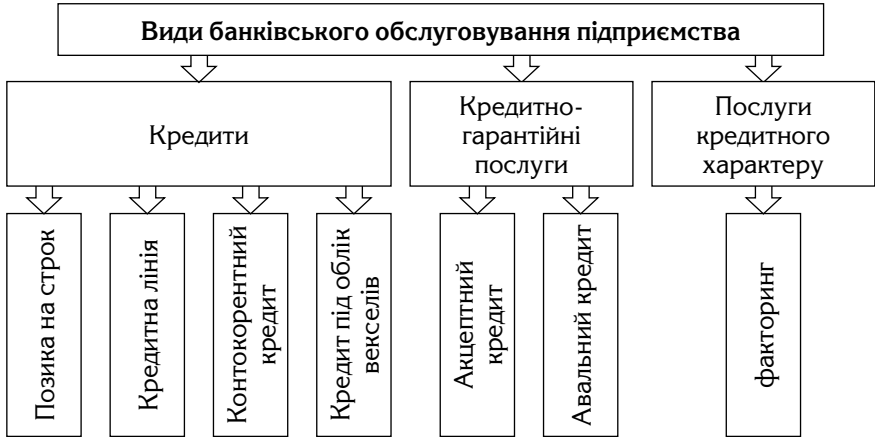 Види банківського обслуговування підприємства
Кредити
Кредитно-
гарантійні
послуги
Послуги
кредитного
характеру
Позика на строк
Кредитна лінія
Контокорентний
кредит
Кредит під облік
векселів
Акцептний
кредит
Авальний кредит
факторинг